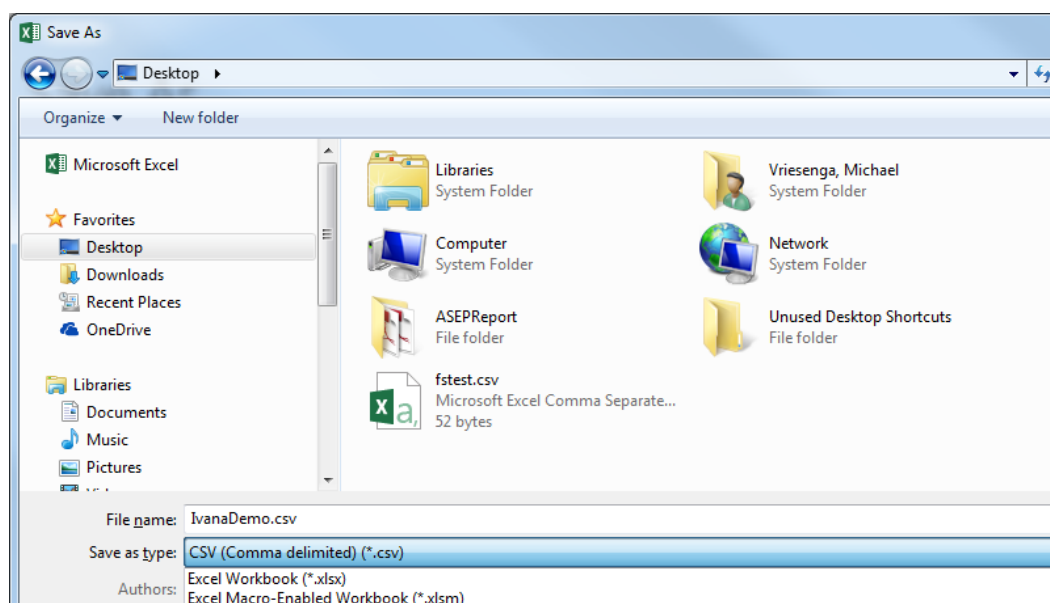 Save As
Desktop
Organize
New folder
Microsoft Excel
Favorites
Desktop
Downloads
Recent Places
OneDrive
Libraries
Documents
Music
Pictures
Libraries
System Folder
Vriesenga, Michael
System Folder
Computer
System Folder
Network
System Folder
ASEPReport
File folder
Unused Desktop Shortcuts
File folder
fstest.csv
Microsoft Excel Comma Separate...
52 bytes
File name: IvanaDemo.csv
Save as type: CSV (Comma delimited) (*.csv)
Authors:
Excel Workbook (*.xlsx)
Excel Macro-Enabled Workbook (*.xlsm)